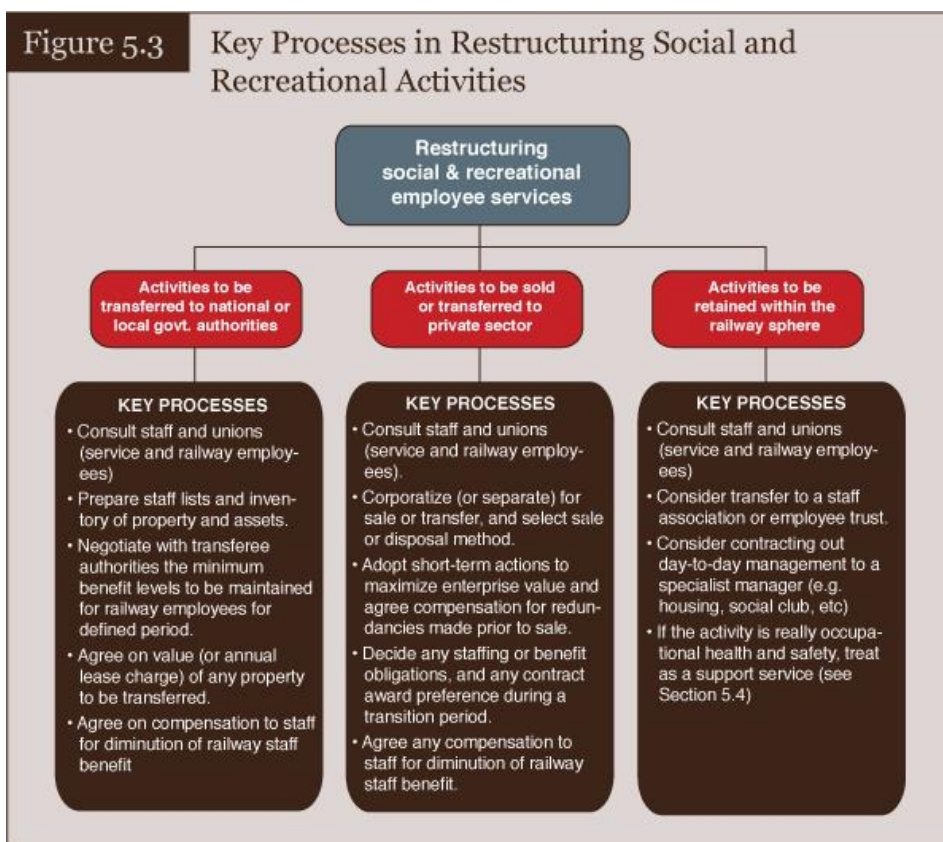 Figure 5.3
Key Processes in Restructuring Social and
Recreational Activities
Restructuring
social & recreational
employee services
Activities to be
transferred to national or
local govt. authorities
Activities to be sold
or transferred to
private sector
Activities to be
retained within the
railway sphere
KEY PROCESSES
• Consult staff and unions
(service and railway employ-
ees)
• Prepare staff lists and inven-
tory of property and assets.
• Negotiate with transferee
authorities the minimum
benefit levels to be maintained
for railway employees for
defined period.
• Agree on value (or annual
lease charge) of any property
to be transferred.
• Agree on compensation to staff
for diminution of railway staff
benefit
KEY PROCESSES
• Consult staff and unions
(service and railway employ-
ees).
• Corporatize (or separate) for
sale or transfer, and select sale
or disposal method.
• Adopt short-term actions to
maximize enterprise value and
agree compensation for redun-
dancies made prior to sale.
• Decide any staffing or benefit
obligations, and any contract
award preference during a
transition period.
• Agree any compensation to
staff for diminution of railway
staff benefit.
KEY PROCESSES
• Consult staff and unions
(service and railway employ-
ees)
• Consider transfer to a staff
association or employee trust.
• Consider contracting out
day-to-day management to a
specialist manager (e.g.
housing, social club, etc)
• If the activity is really occupa-
tional health and safety, treat
as a support service (see
Section 5.4)